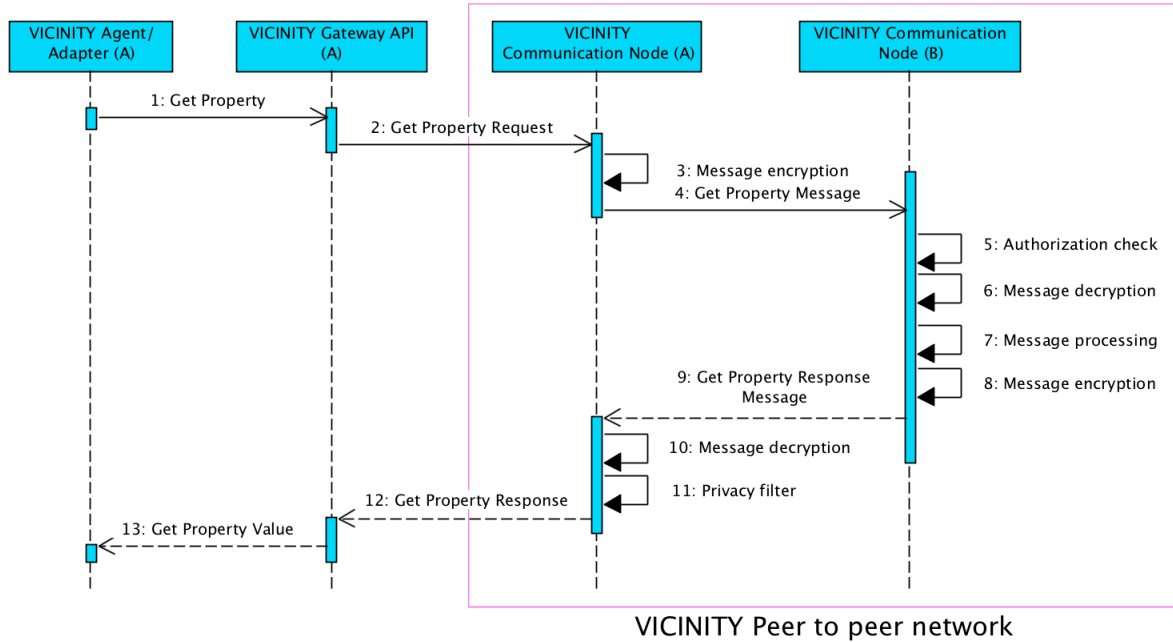 VICINITY Agent/
Adapter (A)
VICINITY Gateway API
(A)
VICINITY
Communication Node (A)
VICINITY Communication
Node (B)
1: Get Property
2: Get Property Request
3: Message encryption
4: Get Property Message
5: Authorization check
6: Message decryption
7: Message processing
8: Message encryption
9: Get Property Response
Message
10: Message decryption
11: Privacy filter
12: Get Property Response
13: Get Property Value
VICINITY Peer to peer network